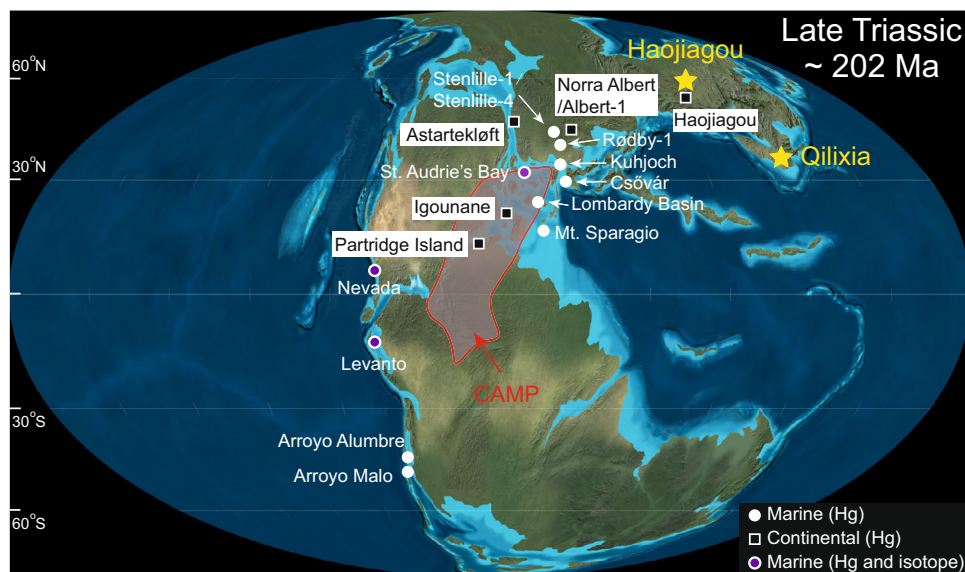 Late Triassic
~ 202 Ma
Haojiagou
60°N
Stenlille-1
Stenlille-4
Norra Albert
/Albert-1
Haojiagou
Astartekløft
Rødby-1
Qilixia
Kuhjoch
St. Audrie's Bay
30°N
Csővár
Lombardy Basin
Igounane
Mt. Sparagio
Partridge Island
Nevada
Levanto
CAMP
30°S
Arroyo Alumbre
Arroyo Malo
60°S
Marine (Hg)
Continental (Hg)
Marine (Hg and isotope)